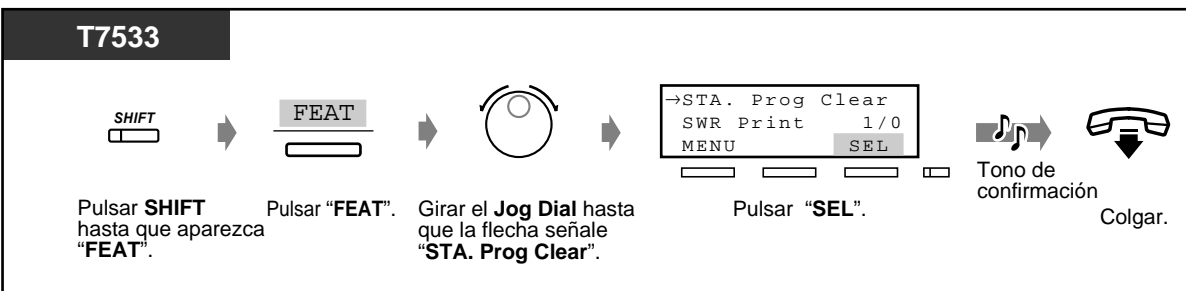 T7533
SHIFT
FEAT
→STA. Prog Clear
SWR Print 1/0
MENU SEL
Pulsar SHIFT
hasta que aparezca
“FEAT”.
Pulsar “FEAT”.
Girar el Jog Dial hasta
que la flecha señale
“STA. Prog Clear”.
Pulsar “SEL”.
Tono de
confirmación
Colgar.